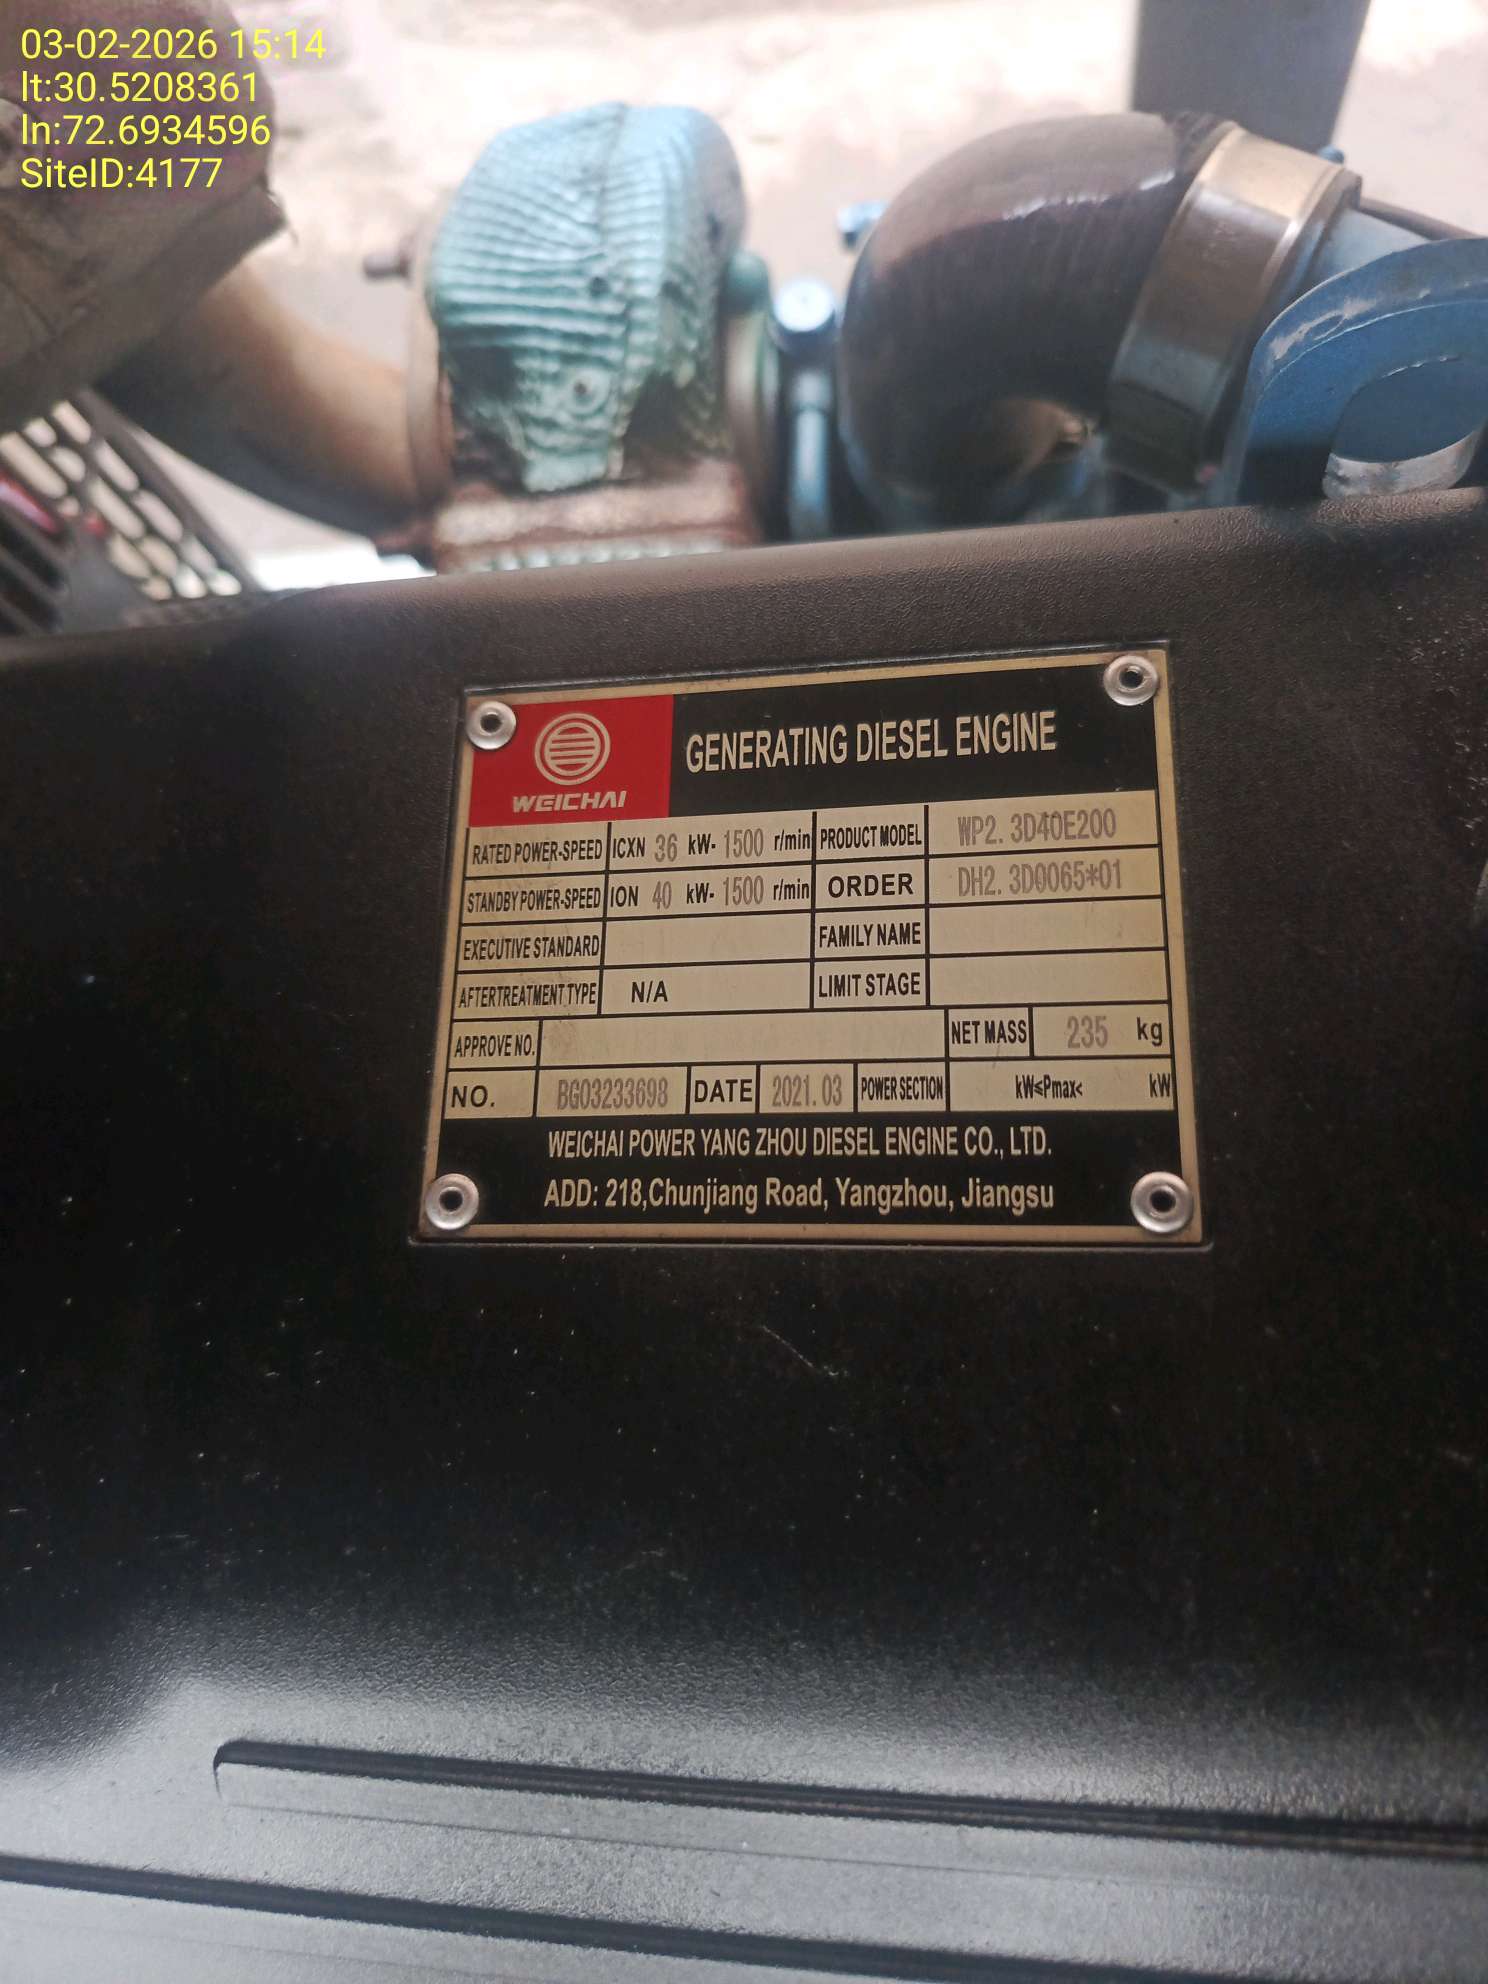 03-02-2026 15:14
lt:30.5208361
ln:72.6934596
SiteID:4177
WEICHAI
GENERATING DIESEL ENGINE
RATED POWER-SPEED ICXN 36 kW- 1500 r/min PRODUCT MODEL WP2.3D40E200
STANDBY POWER-SPEED ION 40 kW- 1500 r/min ORDER DH2.3D0065*01
EXECUTIVE STANDARD FAMILY NAME
AFTERTREATMENT TYPE N/A LIMIT STAGE
APPROVE NO. NET MASS 235 kg
NO. BG03233698 DATE 2021.03 POWER SECTION kW≤Pmax< kW
WEICHAI POWER YANG ZHOU DIESEL ENGINE CO., LTD.
ADD: 218,Chunjiang Road, Yangzhou, Jiangsu